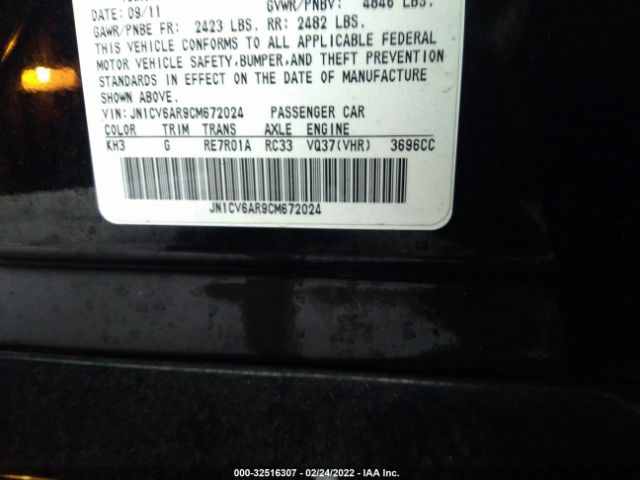 DATE: 09/11 GVWR/PNBV: 4846 LBS.
GAWR/PNBE FR: 2423 LBS. RR: 2482 LBS.
THIS VEHICLE CONFORMS TO ALL APPLICABLE FEDERAL
MOTOR VEHICLE SAFETY,BUMPER,AND THEFT PREVENTION
STANDARDS IN EFFECT ON THE DATE OF MANUFACTURE
SHOWN ABOVE.
VIN:JN1CV6AR9CM672024 PASSENGER CAR
COLOR TRIM TRANS AXLE ENGINE
KH3 G RE7R01A RC33 VQ37(VHR) 3696CC
JN1CV6AR9CM672024
000-32516307 - 02/24/2022 - IAA Inc.